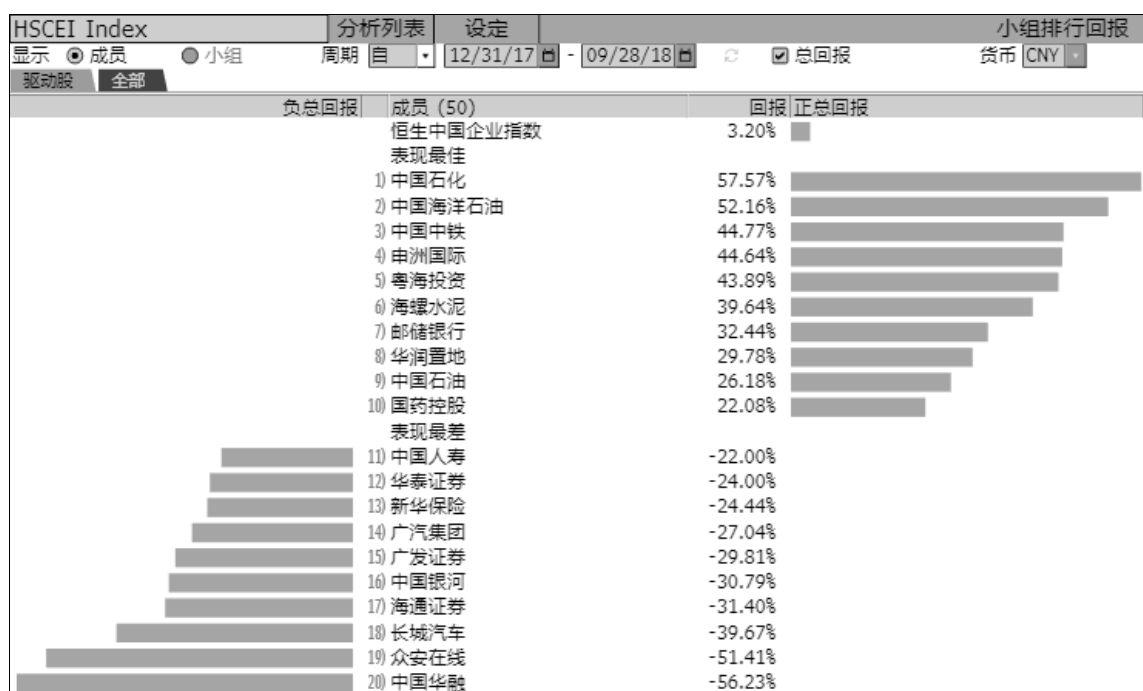 HSCEI Index 分析列表 设定 小组排行回报
显示 成员 小组 周期 自 12/31/17 - 09/28/18 总回报 货币 CNY
驱动股 全部
负总回报 成员 (50) 回报 正总回报
恒生中国企业指数 3.20%
表现最佳
1) 中国石化 57.57%
2) 中国海洋石油 52.16%
3) 中国中铁 44.77%
4) 申洲国际 44.64%
5) 粤海投资 43.89%
6) 海螺水泥 39.64%
7) 邮储银行 32.44%
8) 华润置地 29.78%
9) 中国石油 26.18%
10) 国药控股 22.08%
表现最差
11) 中国人寿 -22.00%
12) 华泰证券 -24.00%
13) 新华保险 -24.44%
14) 广汽集团 -27.04%
15) 广发证券 -29.81%
16) 中国银河 -30.79%
17) 海通证券 -31.40%
18) 长城汽车 -39.67%
19) 众安在线 -51.41%
20) 中国华融 -56.23%